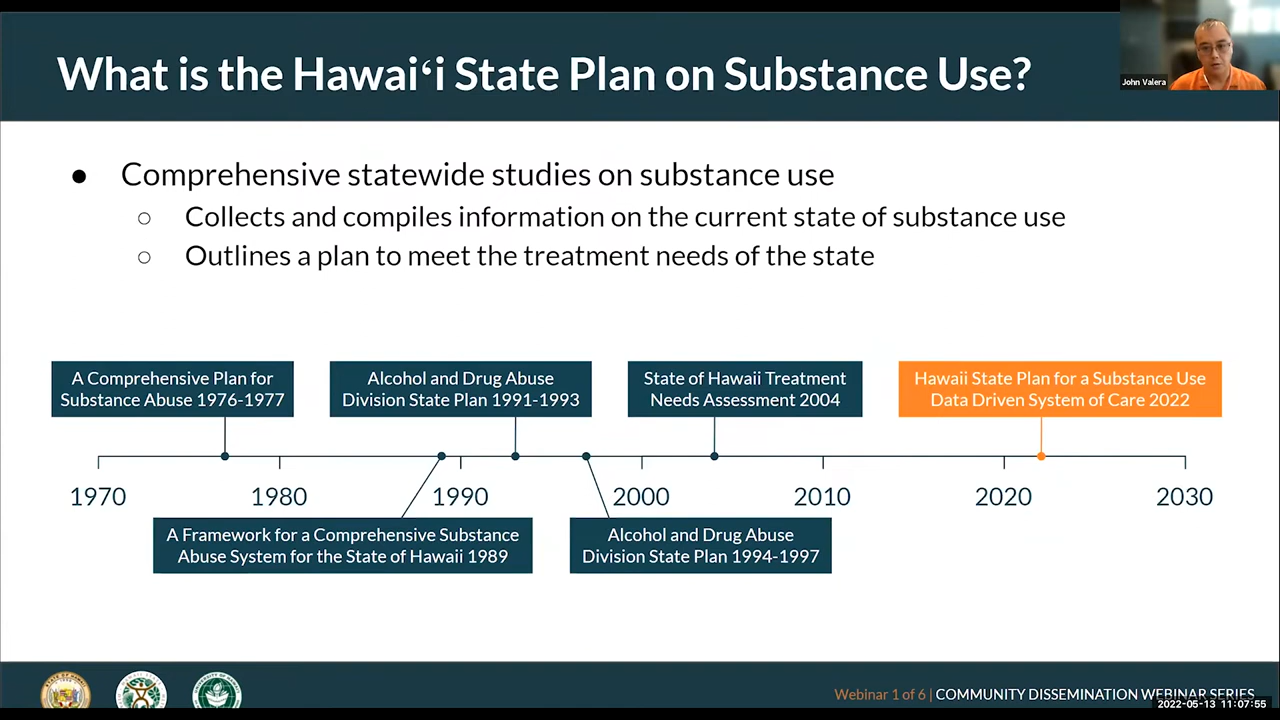 What is the Hawaiʻi State Plan on Substance Use?
John Valera
● Comprehensive statewide studies on substance use
○ Collects and compiles information on the current state of substance use
○ Outlines a plan to meet the treatment needs of the state
A Comprehensive Plan for
Substance Abuse 1976-1977
Alcohol and Drug Abuse
Division State Plan 1991-1993
State of Hawaii Treatment
Needs Assessment 2004
Hawaii State Plan for a Substance Use
Data Driven System of Care 2022
1970 1980 1990 2000 2010 2020 2030
A Framework for a Comprehensive Substance
Abuse System for the State of Hawaii 1989
Alcohol and Drug Abuse
Division State Plan 1994-1997
Webinar 1 of 6 | COMMUNITY DISSEMINATION WEBINAR SERIES
2022-05-13 11:07:55